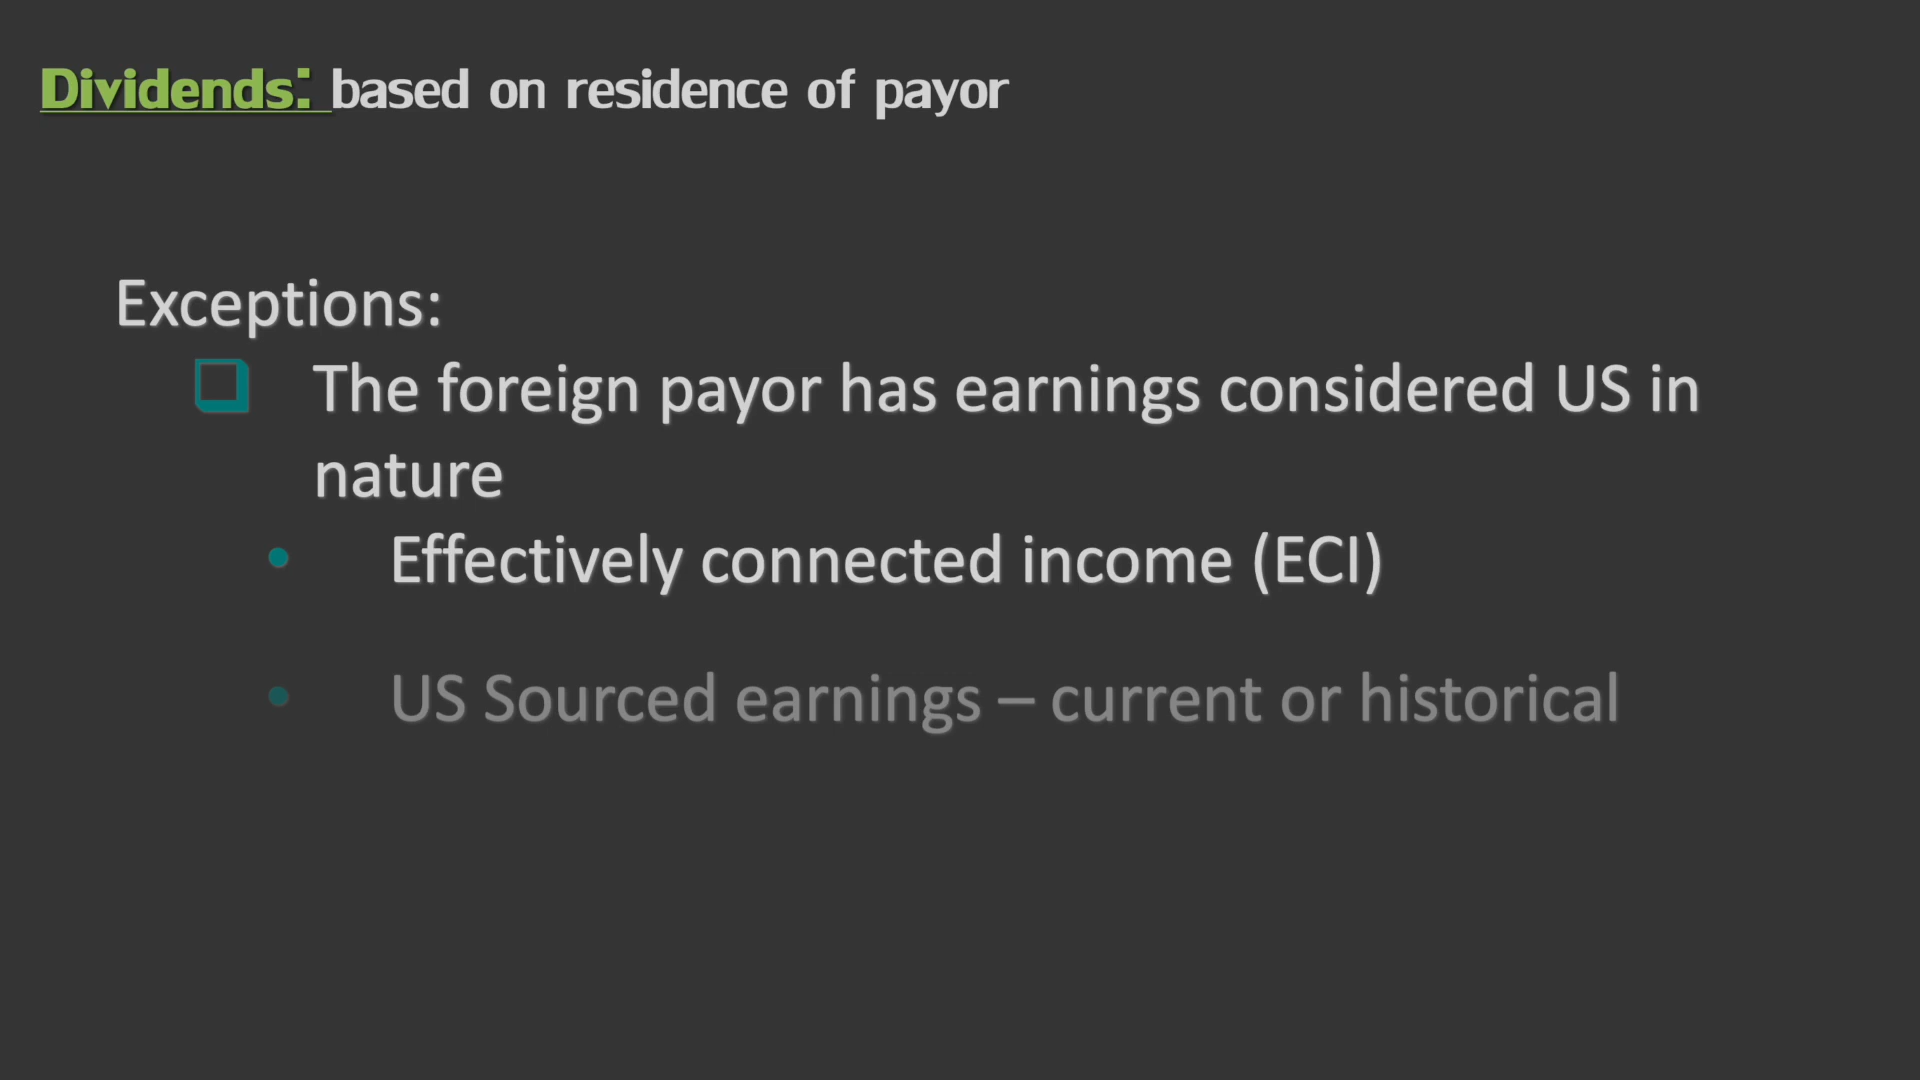 Dividends: based on residence of payor
Exceptions:
The foreign payor has earnings considered US in
nature
• Effectively connected income (ECI)
• US Sourced earnings – current or historical